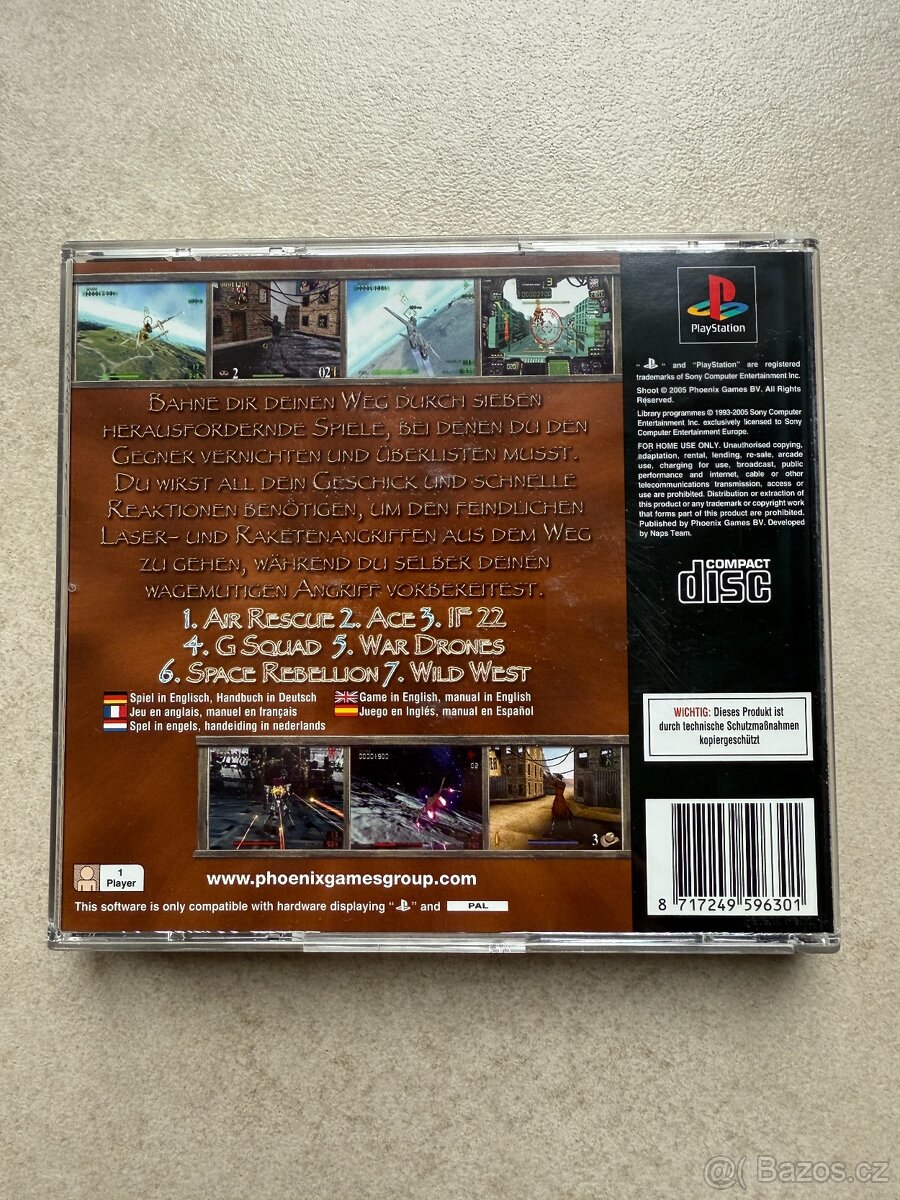 BAHNE DIR DEINEN WEG DURCH SIEBEN
HERAUSFORDERNDE SPIELE, BEI DENEN DU DEN
GEGNER VERNICHTEN UND ÜBERLISTEN MUSST.
DU WIRST ALL DEIN GESCHICK UND SCHNELLE
REAKTIONEN BENÖTIGEN, UM DEN FEINDLICHEN
LASER- UND RAKETENANGRIFFEN AUS DEM WEG
ZU GEHEN, WÄHREND DU SELBER DEINEN
WAGEMUTIGEN ANGRIFF VORBEREITEST.
1. AIR RESCUE 2. ACE 3. IF 22
4. G SQUAD 5. WAR DRONES
6. SPACE REBELLION 7. WILD WEST
Spiel in Englisch, Handbuch in Deutsch
Game in English, manual in English
Jeu en anglais, manuel en français
Juego en Inglés, manual en Español
Spel in engels, handeiding in nederlands
1
Player
www.phoenixgamesgroup.com
This software is only compatible with hardware displaying " " and PAL
PlayStation
" " and "PlayStation" are registered
trademarks of Sony Computer Entertainment Inc.
Shoot © 2005 Phoenix Games BV. All Rights
Reserved.
Library programmes © 1993-2005 Sony Computer
Entertainment Inc. exclusively licensed to Sony
Computer Entertainment Europe.
FOR HOME USE ONLY. Unauthorised copying,
adaptation, rental, lending, re-sale, arcade
use, charging for use, broadcast, public
performance and internet, cable or other
telecommunications transmission, access or
use are prohibited. Distribution or extraction of
this product or any trademark or copyright work
that forms part of this product are prohibited.
Published by Phoenix Games BV. Developed
by Naps Team.
COMPACT
disc
WICHTIG: Dieses Produkt ist
durch technische Schutzmaßnahmen
kopiergeschützt
8 717249 596301
@ Bazos.cz